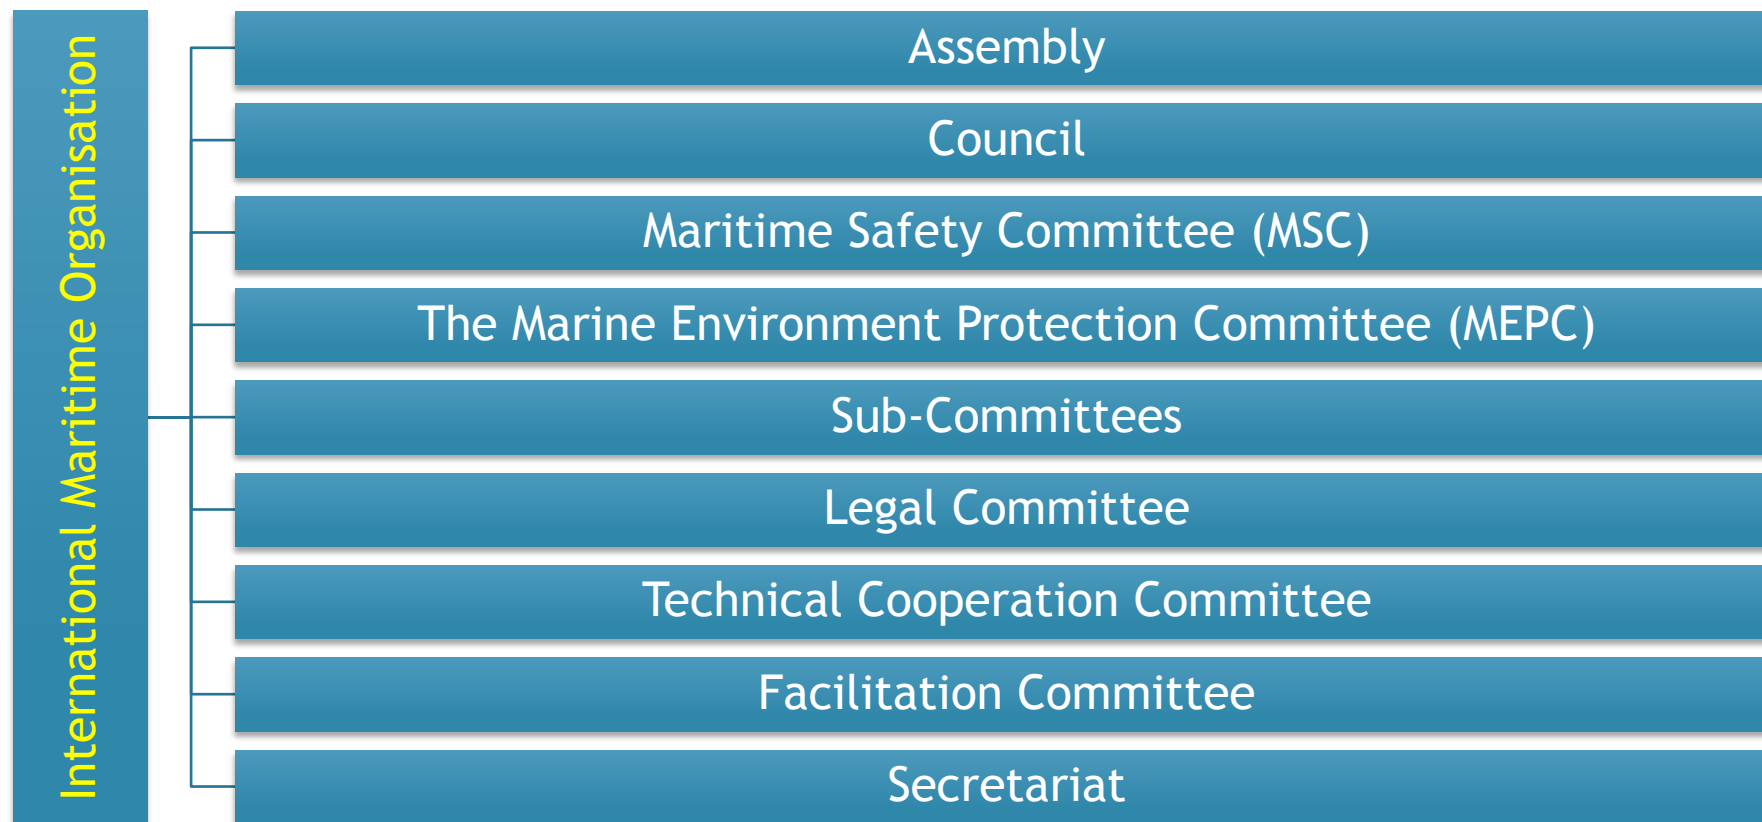 International Maritime Organisation
Assembly
Council
Maritime Safety Committee (MSC)
The Marine Environment Protection Committee (MEPC)
Sub-Committees
Legal Committee
Technical Cooperation Committee
Facilitation Committee
Secretariat